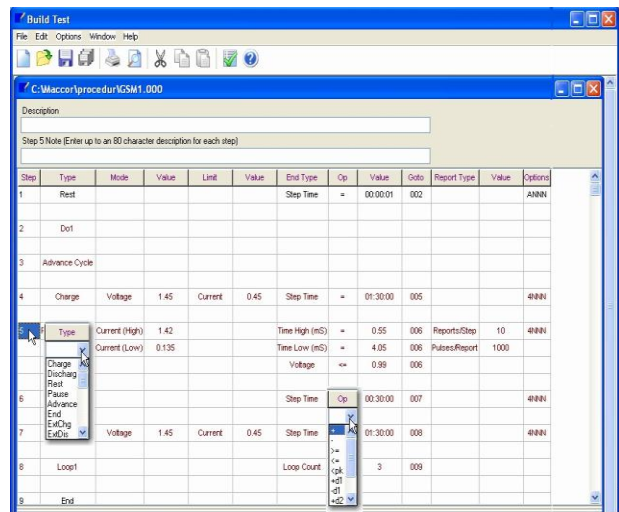 Build Test
File Edit Options Window Help
C:\Maccor\procedur\GSM1.000
Description
Step 5 Note (Enter up to an 80 character description for each step)
Step Type Mode Value Limit Value End Type Op Value Goto Report Type Value Options
1 Rest Step Time = 00:00:01 002 ANNN
2 Do1
3 Advance Cycle
4 Charge Voltage 1.45 Current 0.45 Step Time = 01:30:00 005 4NNN
5 Current (High) 1.42 Time High (mS) = 0.55 006 Reports/Step 10 4NNN
Current (Low) 0.135 Time Low (mS) = 4.05 006 Pulses/Report 1000
Voltage <= 0.99 006
6 Step Time 00:30:00 007 4NNN
7 Voltage 1.45 Current 0.45 Step Time 01:30:00 008 4NNN
8 Loop1 Loop Count 3 009
9 End
Type
Charge
Discharg
Rest
Pause
Advance
End
ExtChg
ExtDis
Op
+
-
>=
<=
<pk
+d1
-d1
+d2